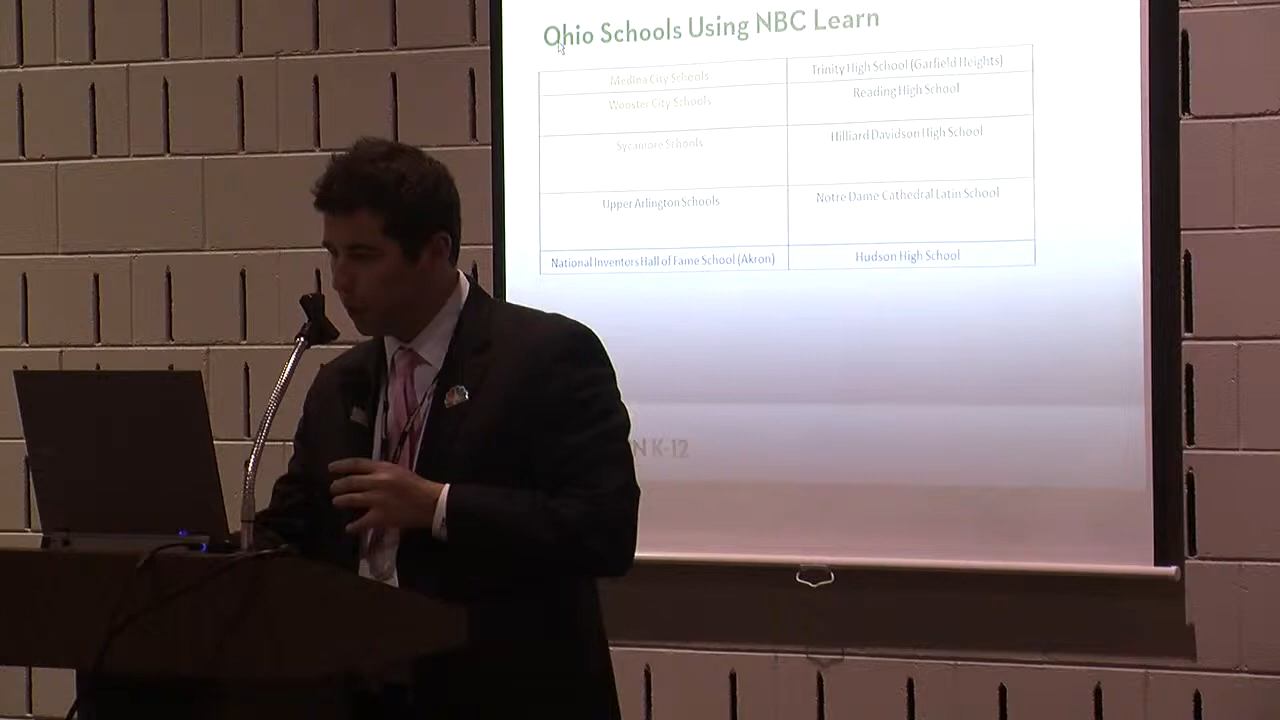 Ohio Schools Using NBC Learn
Medina City Schools
Trinity High School (Garfield Heights)
Wooster City Schools
Reading High School
Sycamore Schools
Hilliard Davidson High School
Upper Arlington Schools
Notre Dame Cathedral Latin School
National Inventors Hall of Fame School (Akron)
Hudson High School
N K-12